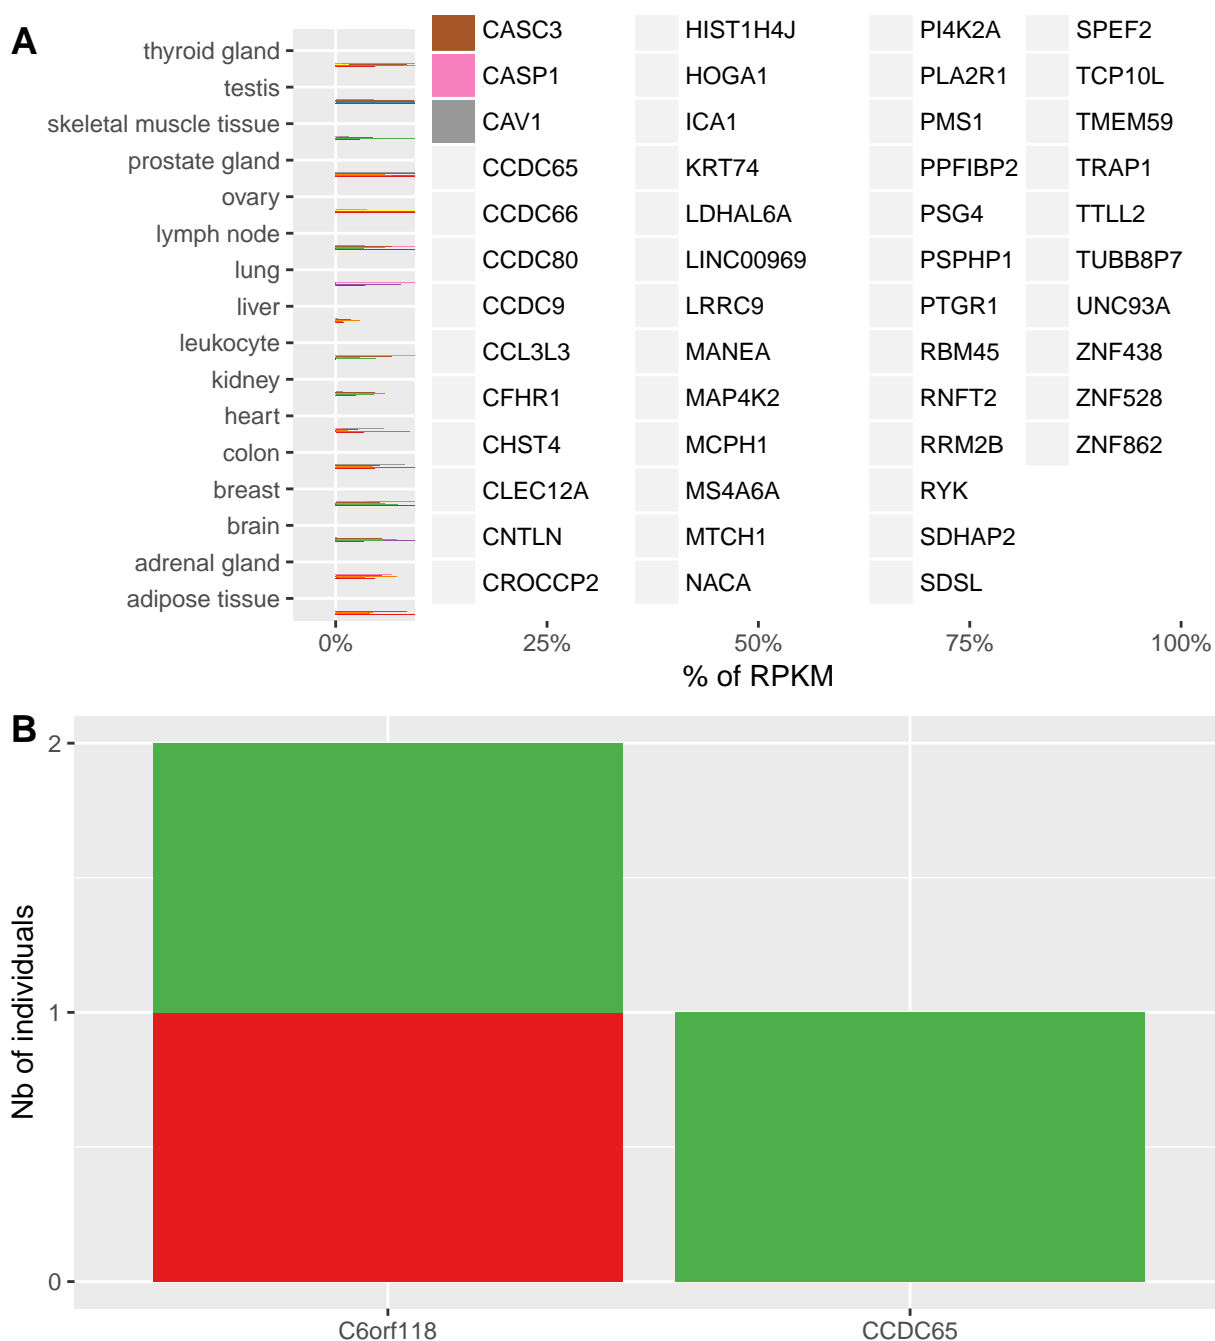 A
thyroid gland
testis
skeletal muscle tissue
prostate gland
ovary
lymph node
lung
liver
leukocyte
kidney
heart
colon
breast
brain
adrenal gland
adipose tissue
CASC3 HIST1H4J PI4K2A SPEF2
CASP1 HOGA1 PLA2R1 TCP10L
CAV1 ICA1 PMS1 TMEM59
CCDC65 KRT74 PPFIBP2 TRAP1
CCDC66 LDHAL6A PSG4 TTLL2
CCDC80 LINC00969 PSPHP1 TUBB8P7
CCDC9 LRRC9 PTGR1 UNC93A
CCL3L3 MANEA RBM45 ZNF438
CFHR1 MAP4K2 RNFT2 ZNF528
CHST4 MCPH1 RRM2B ZNF862
CLEC12A MS4A6A RYK
CNTLN MTCH1 SDHAP2
CROCCP2 NACA SDSL
0% 25% 50% 75% 100%
% of RPKM
B
Nb of individuals
2
1
0
C6orf118 CCDC65